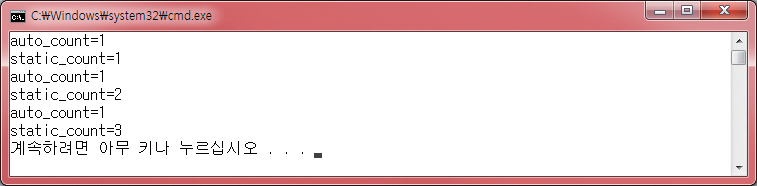 C:₩Windows₩system32₩cmd.exe
auto_count=1
static_count=1
auto_count=1
static_count=2
auto_count=1
static_count=3
계속하려면 아무 키나 누르십시오 . . .